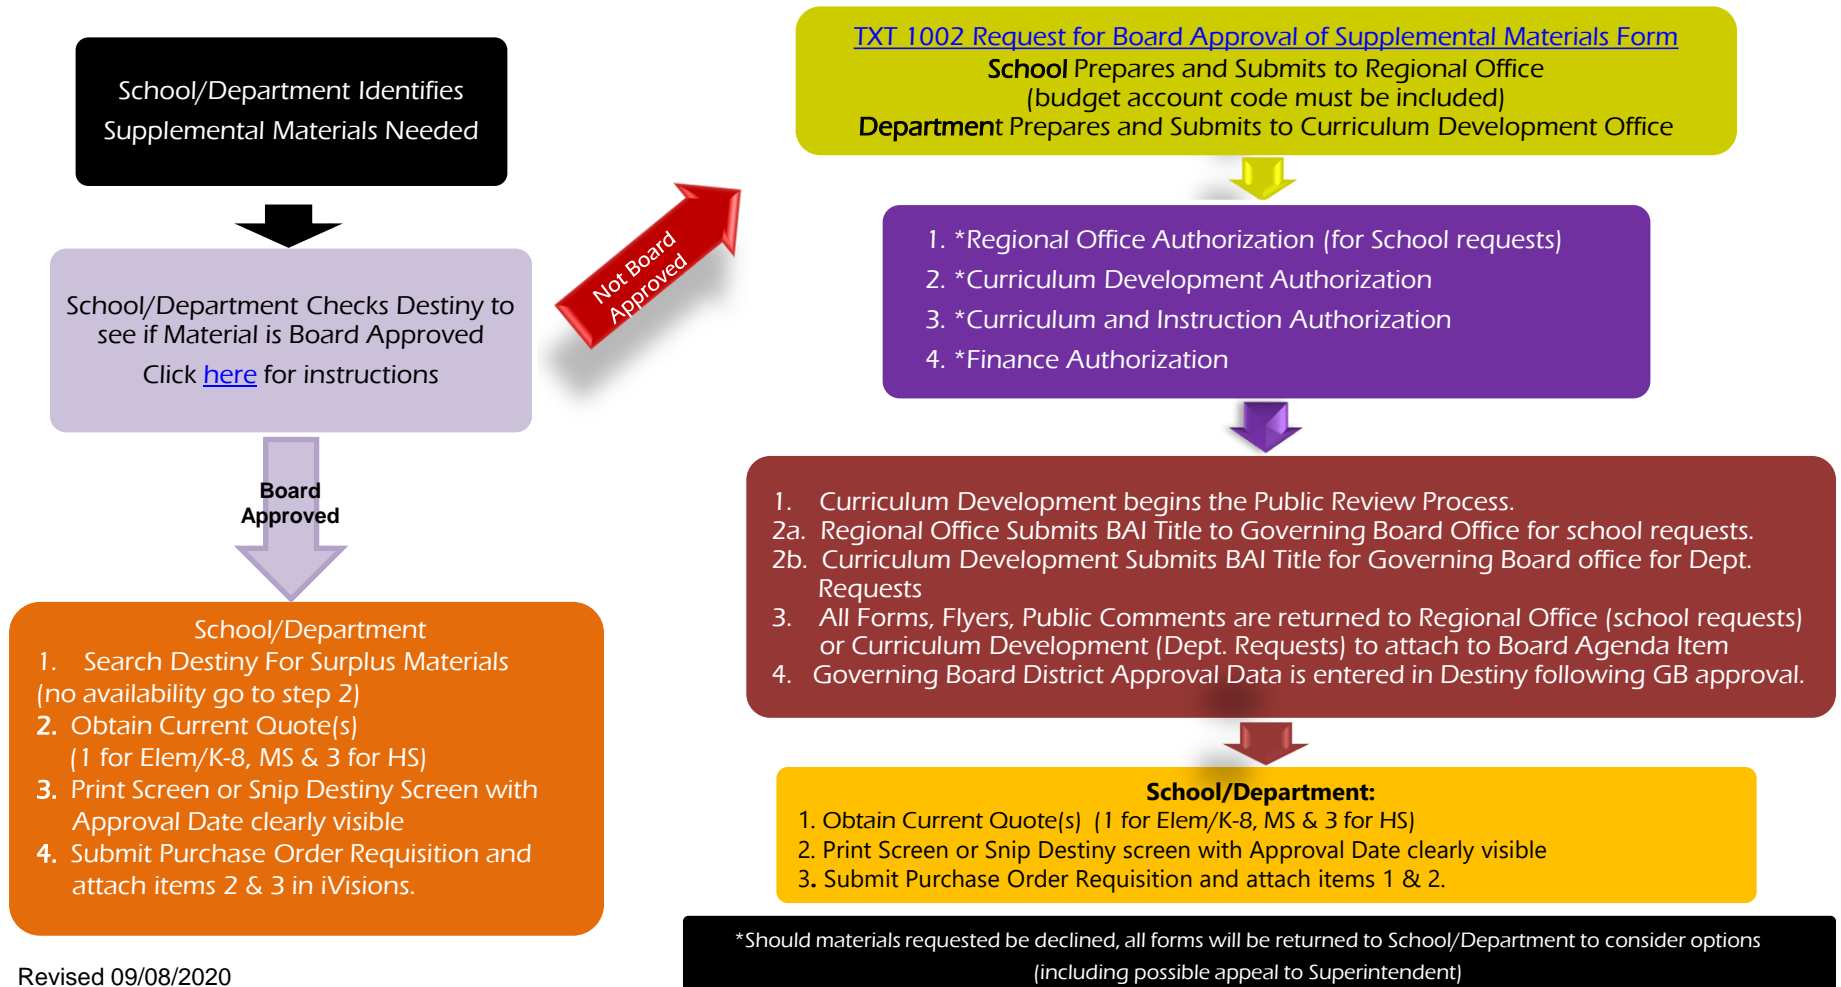 School/Department Identifies
Supplemental Materials Needed
School/Department Checks Destiny to
see if Material is Board Approved
Click here for instructions
Board
Approved
School/Department
1. Search Destiny For Surplus Materials
(no availability go to step 2)
2. Obtain Current Quote(s)
(1 for Elem/K-8, MS & 3 for HS)
3. Print Screen or Snip Destiny Screen with
Approval Date clearly visible
4. Submit Purchase Order Requisition and
attach items 2 & 3 in iVisions.
Revised 09/08/2020
Not Board
Approved
TXT 1002 Request for Board Approval of Supplemental Materials Form
School Prepares and Submits to Regional Office
(budget account code must be included)
Department Prepares and Submits to Curriculum Development Office
1. *Regional Office Authorization (for School requests)
2. *Curriculum Development Authorization
3. *Curriculum and Instruction Authorization
4. *Finance Authorization
1. Curriculum Development begins the Public Review Process.
2a. Regional Office Submits BAI Title to Governing Board Office for school requests.
2b. Curriculum Development Submits BAI Title for Governing Board office for Dept.
Requests
3. All Forms, Flyers, Public Comments are returned to Regional Office (school requests)
or Curriculum Development (Dept. Requests) to attach to Board Agenda Item
4. Governing Board District Approval Data is entered in Destiny following GB approval.
School/Department:
1. Obtain Current Quote(s) (1 for Elem/K-8, MS & 3 for HS)
2. Print Screen or Snip Destiny screen with Approval Date clearly visible
3. Submit Purchase Order Requisition and attach items 1 & 2.
*Should materials requested be declined, all forms will be returned to School/Department to consider options
(including possible appeal to Superintendent)